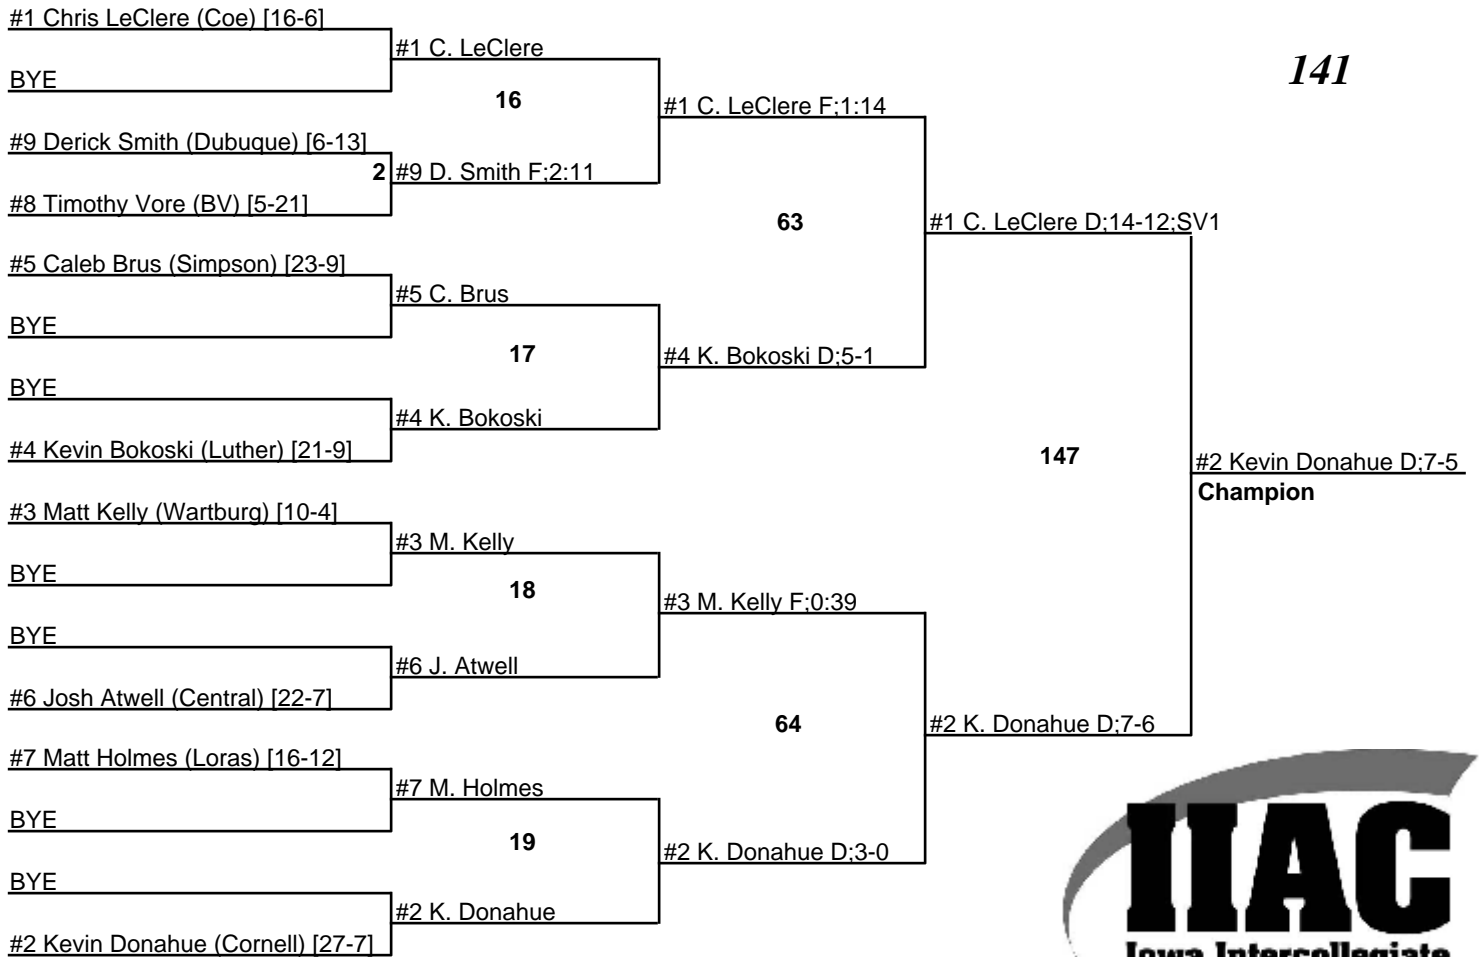 #1 Chris LeClere (Coe) [16-6]
#1 C. LeClere
BYE
141
16
#1 C. LeClere F;1:14
#9 Derick Smith (Dubuque) [6-13]
2
#9 D. Smith F;2:11
#8 Timothy Vore (BV) [5-21]
63
#1 C. LeClere D;14-12;SV1
#5 Caleb Brus (Simpson) [23-9]
#5 C. Brus
BYE
17
#4 K. Bokoski D;5-1
BYE
#4 K. Bokoski
#4 Kevin Bokoski (Luther) [21-9]
147
#2 Kevin Donahue D;7-5
Champion
#3 Matt Kelly (Wartburg) [10-4]
#3 M. Kelly
BYE
18
#3 M. Kelly F;0:39
BYE
#6 J. Atwell
#6 Josh Atwell (Central) [22-7]
64
#2 K. Donahue D;7-6
#7 Matt Holmes (Loras) [16-12]
#7 M. Holmes
BYE
19
#2 K. Donahue D;3-0
BYE
#2 K. Donahue
#2 Kevin Donahue (Cornell) [27-7]
IIAC
Iowa Intercollegiate